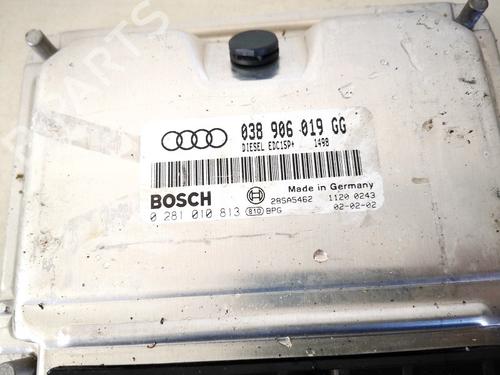 038 906 019 GG
DIESEL EDC15P+ 1498
BOSCH
Made in Germany
28SA5462 1120 0243
0 281 010 813 810 BPG 02-02-02